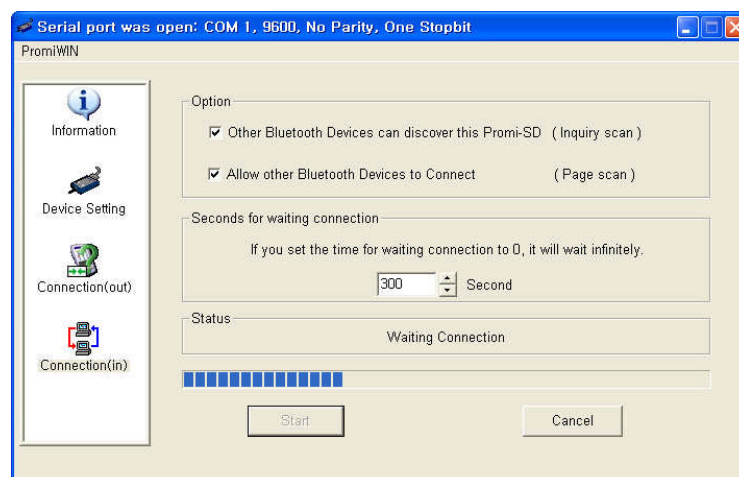 Serial port was open: COM 1, 9600, No Parity, One Stopbit
PromiWIN
Information
Device Setting
Connection(out)
Connection(in)
Option
Other Bluetooth Devices can discover this Promi-SD ( Inquiry scan )
Allow other Bluetooth Devices to Connect ( Page scan )
Seconds for waiting connection
If you set the time for waiting connection to 0, it will wait infinitely.
300 Second
Status
Waiting Connection
Start Cancel